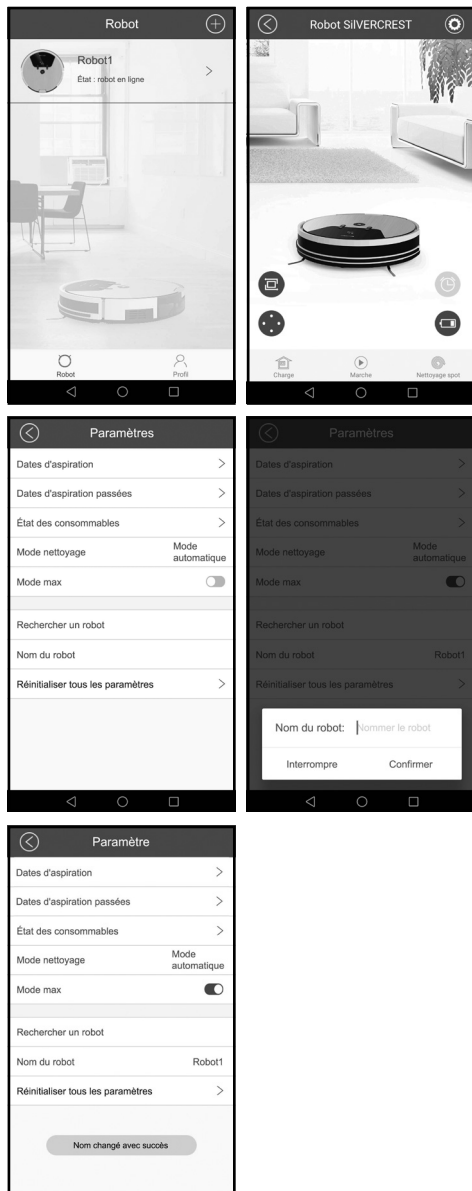 Robot
Robot1
État : robot en ligne
Robot
Profil
Robot SilVERCREST
Charge
Marche
Nettoyage spot
Paramètres
Dates d'aspiration
Dates d'aspiration passées
État des consommables
Mode nettoyage Mode automatique
Mode max
Rechercher un robot
Nom du robot
Réinitialiser tous les paramètres
Paramètres
Dates d'aspiration
Dates d'aspiration passées
État des consommables
Mode nettoyage Mode automatique
Mode max
Rechercher un robot
Nom du robot Robot1
Réinitialiser tous les paramètres
Nom du robot: Nommer le robot
Interrompre Confirmer
Paramètre
Dates d'aspiration
Dates d'aspiration passées
État des consommables
Mode nettoyage Mode automatique
Mode max
Rechercher un robot
Nom du robot Robot1
Réinitialiser tous les paramètres
Nom changé avec succès